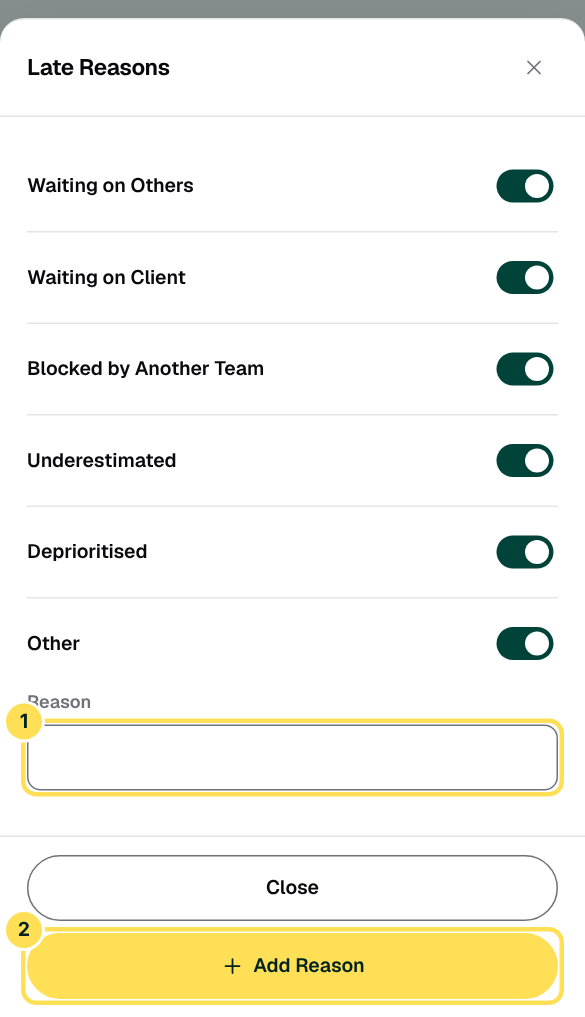 Late Reasons
Waiting on Others
Waiting on Client
Blocked by Another Team
Underestimated
Deprioritised
Other
Reason
1
Close
2
+ Add Reason